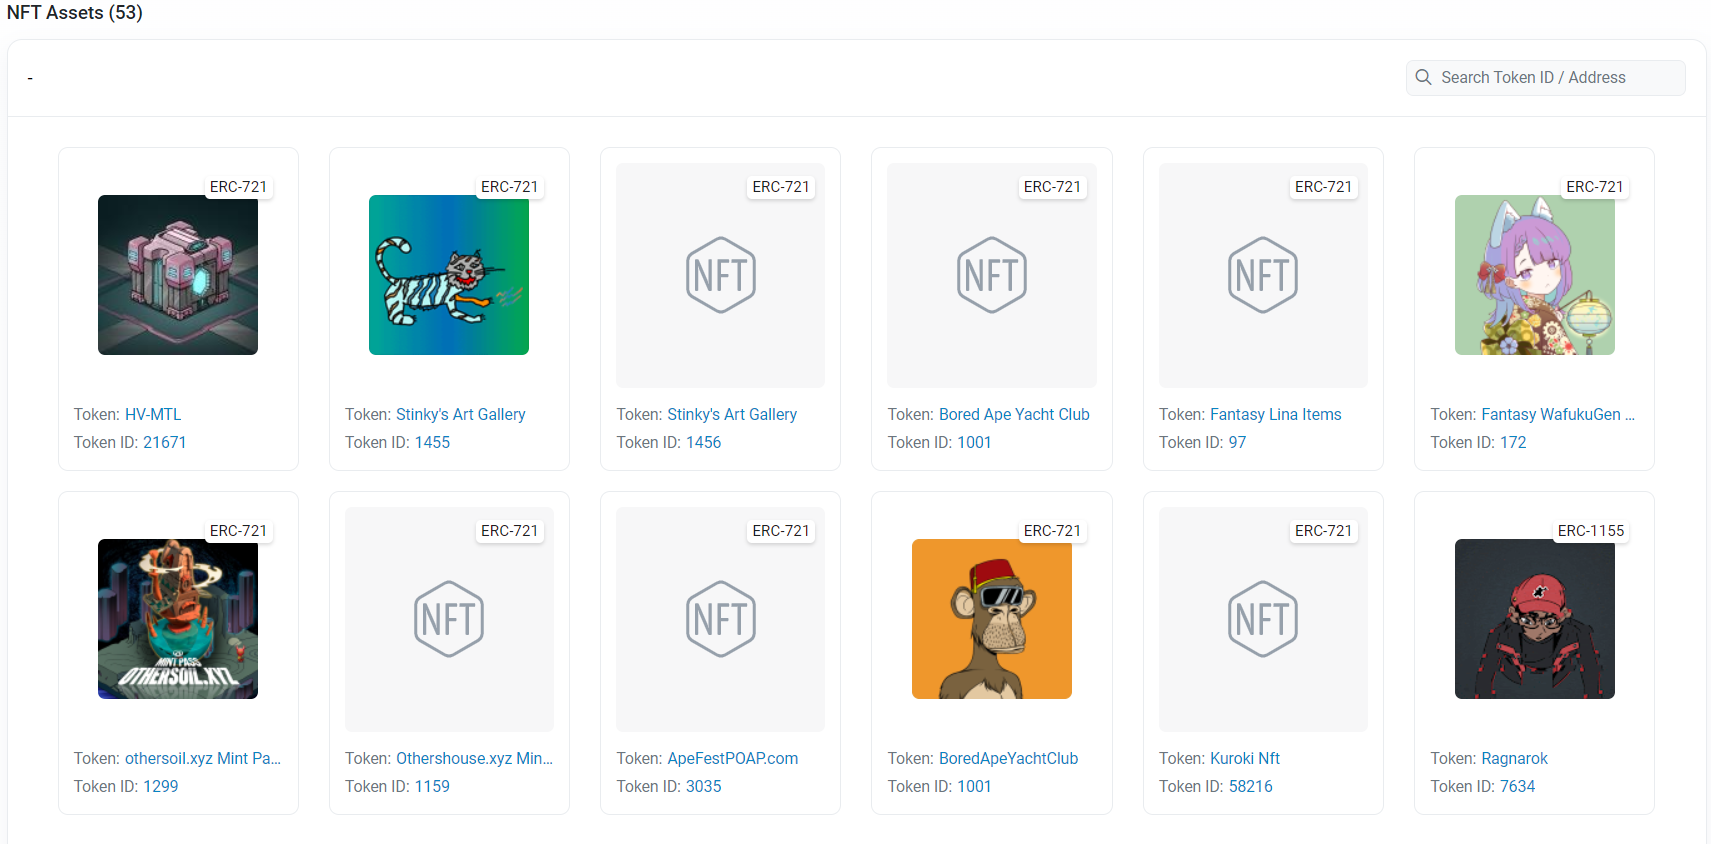 NFT Assets (53)
-
Search Token ID / Address
ERC-721
Token: HV-MTL
Token ID: 21671
ERC-721
Token: Stinky's Art Gallery
Token ID: 1455
ERC-721
NFT
Token: Stinky's Art Gallery
Token ID: 1456
ERC-721
NFT
Token: Bored Ape Yacht Club
Token ID: 1001
ERC-721
NFT
Token: Fantasy Lina Items
Token ID: 97
ERC-721
Token: Fantasy WafukuGen ...
Token ID: 172
ERC-721
MINT PASS
OTHERSOIL.XYZ
Token: othersoil.xyz Mint Pa...
Token ID: 1299
ERC-721
NFT
Token: Othershouse.xyz Min...
Token ID: 1159
ERC-721
NFT
Token: ApeFestPOAP.com
Token ID: 3035
ERC-721
Token: BoredApeYachtClub
Token ID: 1001
ERC-721
NFT
Token: Kuroki Nft
Token ID: 58216
ERC-1155
Token: Ragnarok
Token ID: 7634